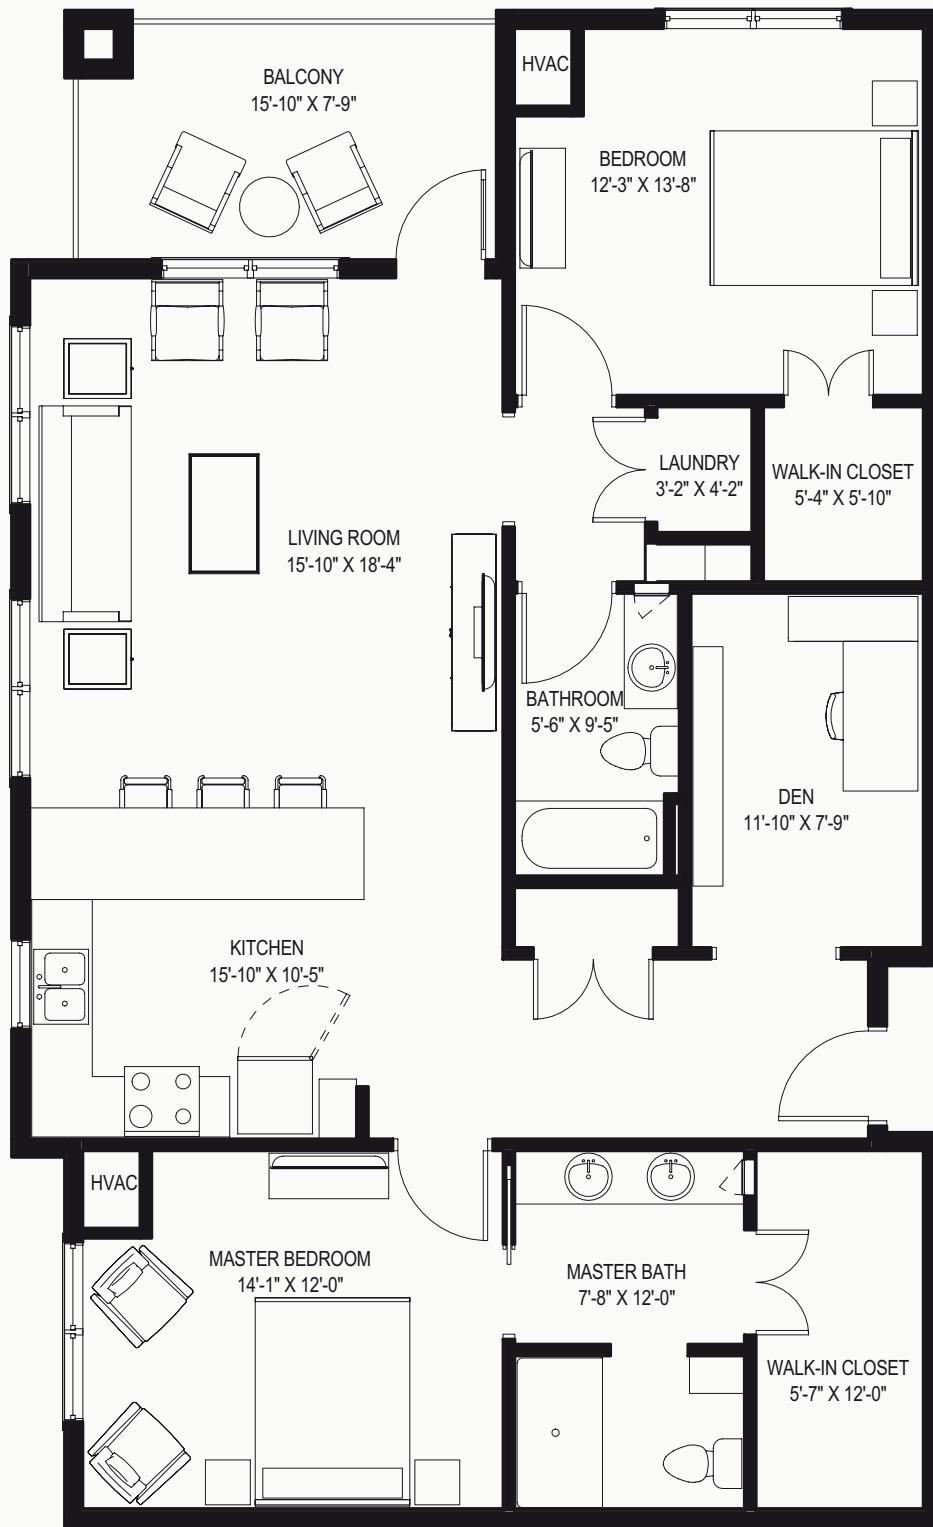 HVAC
BALCONY
15'-10" X 7'-9"
BEDROOM
12'-3" X 13'-8"
LAUNDRY
3'-2" X 4'-2"
WALK-IN CLOSET
5'-4" X 5'-10"
LIVING ROOM
15'-10" X 18'-4"
BATHROOM
5'-6" X 9'-5"
DEN
11'-10" X 7'-9"
KITCHEN
15'-10" X 10'-5"
HVAC
MASTER BEDROOM
14'-1" X 12'-0"
MASTER BATH
7'-8" X 12'-0"
WALK-IN CLOSET
5'-7" X 12'-0"